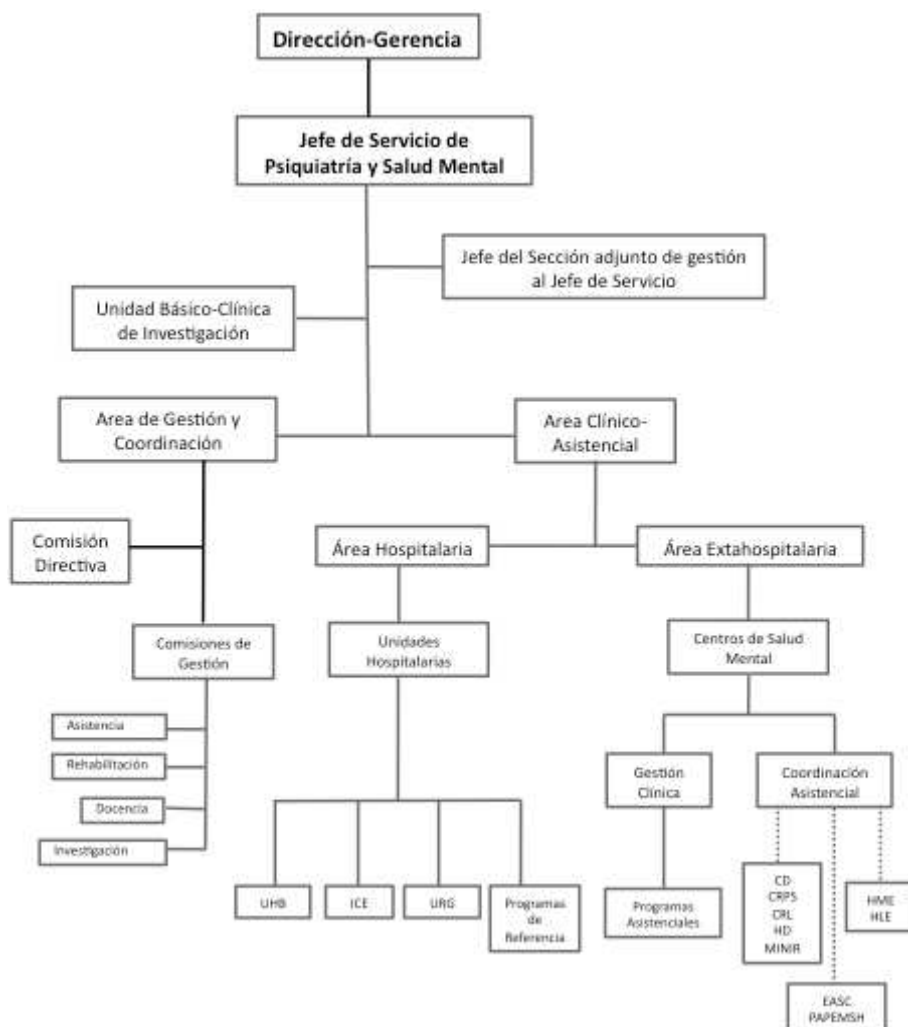 Dirección-Gerencia
Jefe de Servicio de
Psiquiatría y Salud Mental
Jefe del Sección adjunto de gestión
al Jefe de Servicio
Unidad Básico-Clínica
de Investigación
Area de Gestión y
Coordinación
Area Clínico-
Asistencial
Comisión
Directiva
Área Hospitalaria
Área Extahospitalaria
Comisiones de
Gestión
Unidades
Hospitalarias
Centros de Salud
Mental
Asistencia
Rehabilitación
Docencia
Investigación
Gestión
Clínica
Coordinación
Asistencial
UHB
ICE
URG
Programas
de
Referencia
Programas
Asistenciales
CD
CRPS
CRL
HD
MINIR
HME
HLE
EASC
PAPEMSH